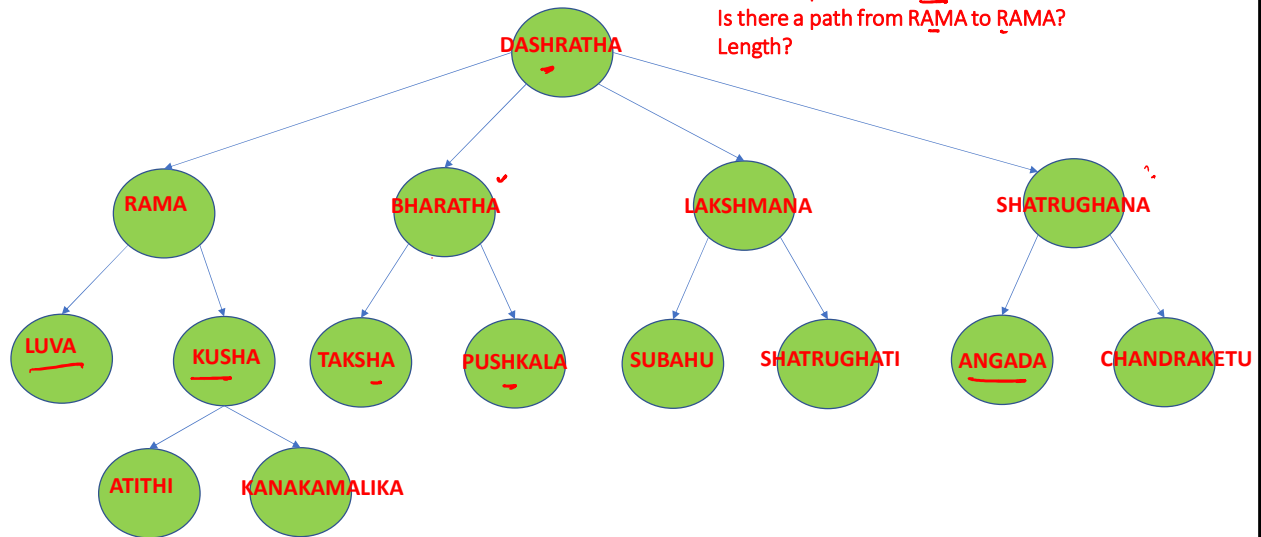 Is there a path from RAMA to RAMA?
Length?
DASHRATHA
RAMA
BHARATHA
LAKSHMANA
SHATRUGHANA
LUVA
KUSHA
TAKSHA
PUSHKALA
SUBAHU
SHATRUGHATI
ANGADA
CHANDRAKETU
ATITHI
KANAKAMALIKA